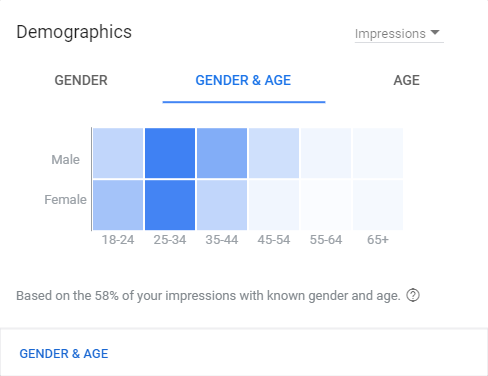 Demographics
Impressions
GENDER GENDER & AGE AGE
Male
Female
18-24 25-34 35-44 45-54 55-64 65+
Based on the 58% of your impressions with known gender and age. ?
GENDER & AGE